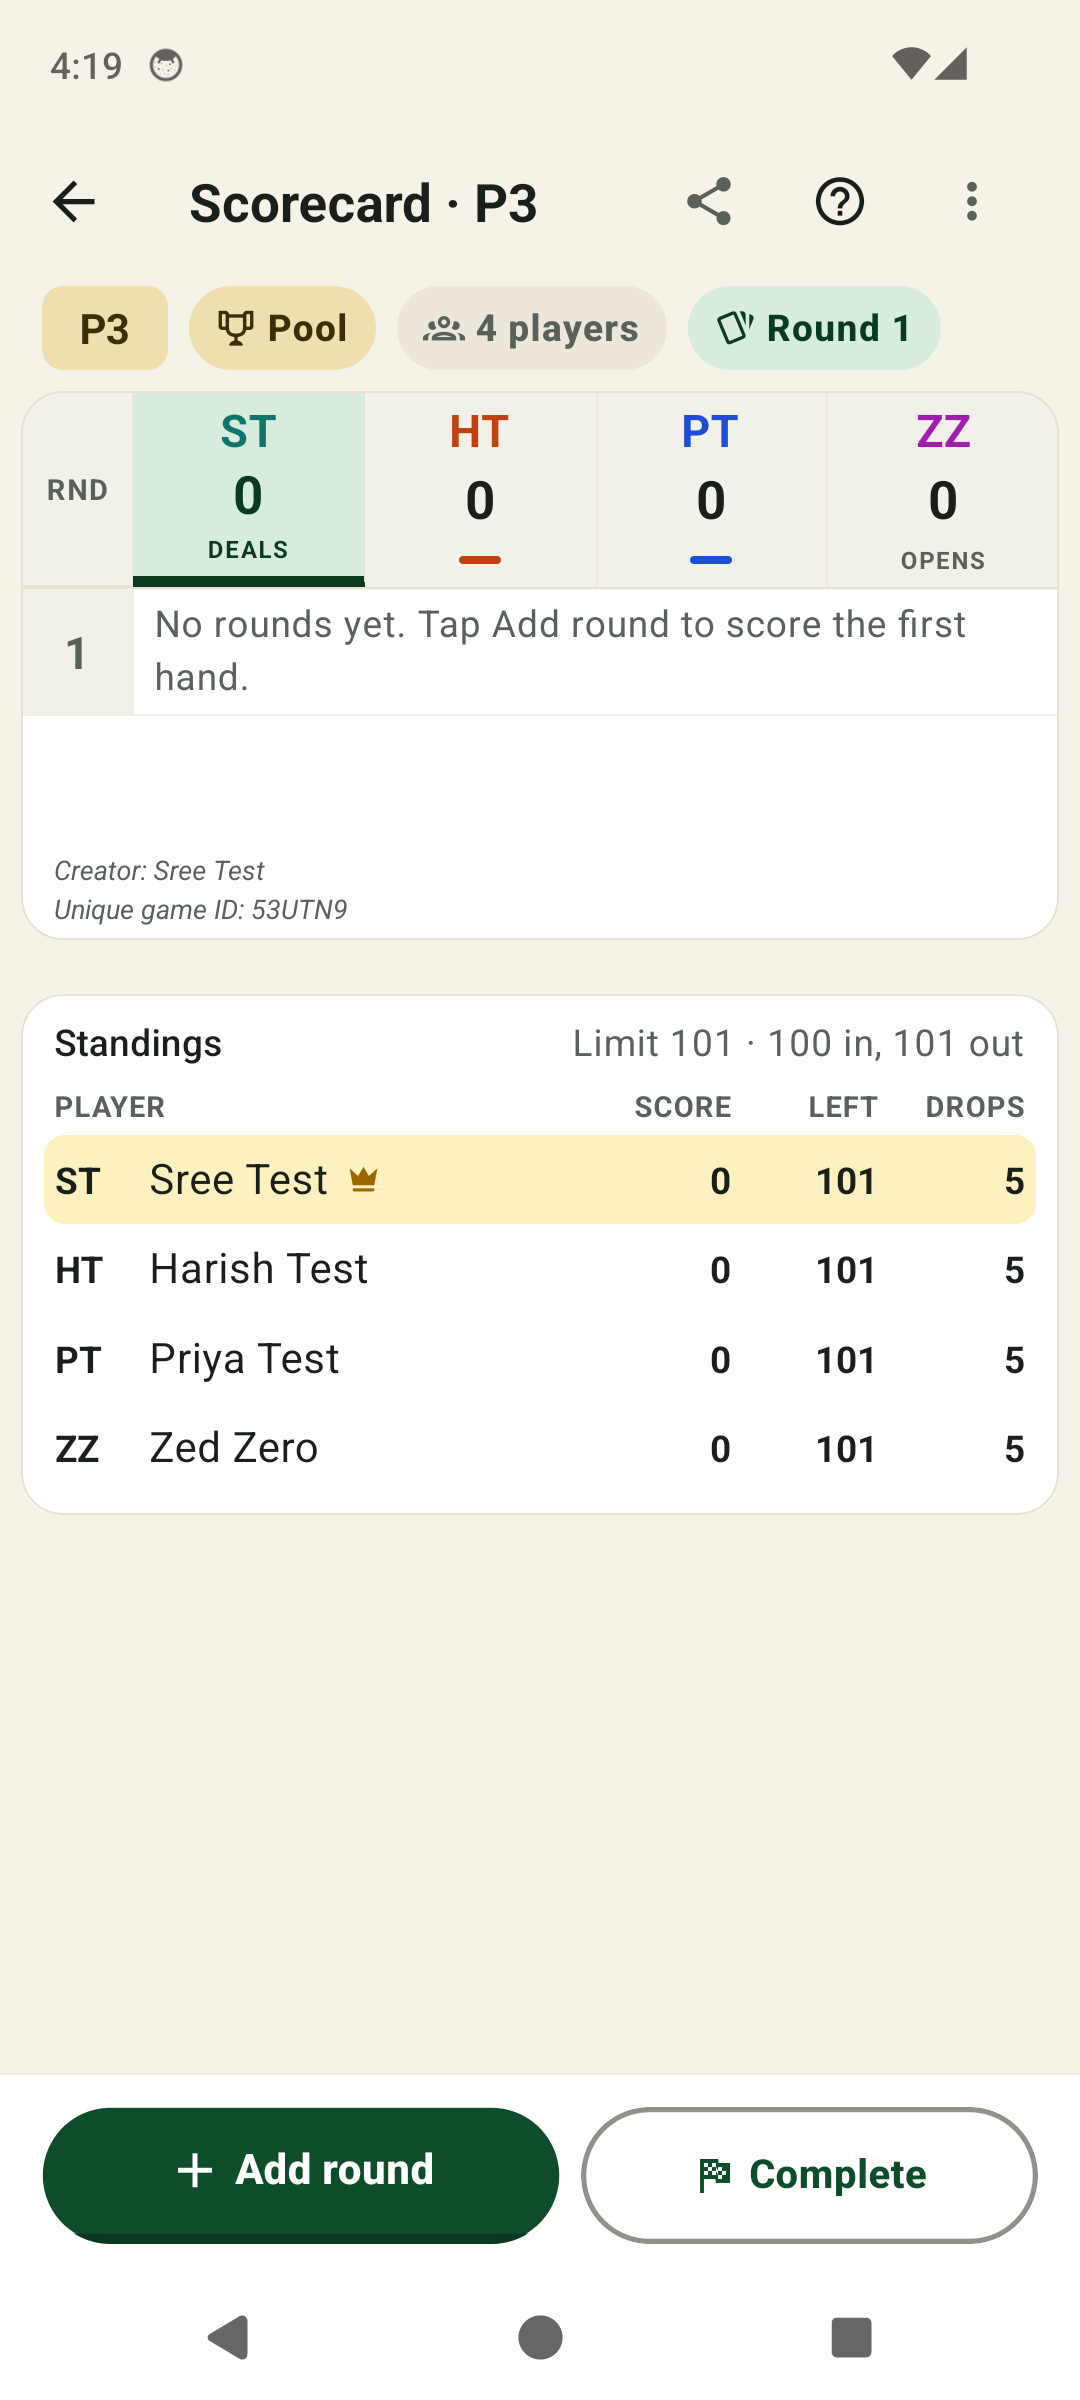 4:19
Scorecard · P3
P3
Pool
4 players
Round 1
RND
ST
0
DEALS
HT
0
PT
0
ZZ
0
OPENS
1
No rounds yet. Tap Add round to score the first
hand.
Creator: Sree Test
Unique game ID: 53UTN9
Standings
Limit 101 · 100 in, 101 out
PLAYER SCORE LEFT DROPS
ST Sree Test 0 101 5
HT Harish Test 0 101 5
PT Priya Test 0 101 5
ZZ Zed Zero 0 101 5
Add round
Complete